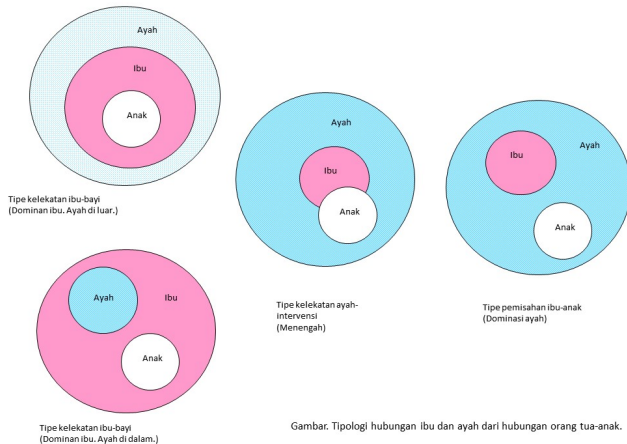 Ayah
Ibu
Anak
Tipe kelekatan ibu-bayi
(Dominan ibu. Ayah di luar.)
Ayah
Ibu
Anak
Tipe kelekatan ayah-
intervensi
(Menengah)
Ayah
Ibu
Anak
Tipe pemisahan ibu-anak
(Dominasi ayah)
Ayah
Ibu
Anak
Tipe kelekatan ibu-bayi
(Dominan ibu. Ayah di dalam.)
Gambar. Tipologi hubungan ibu dan ayah dari hubungan orang tua-anak.